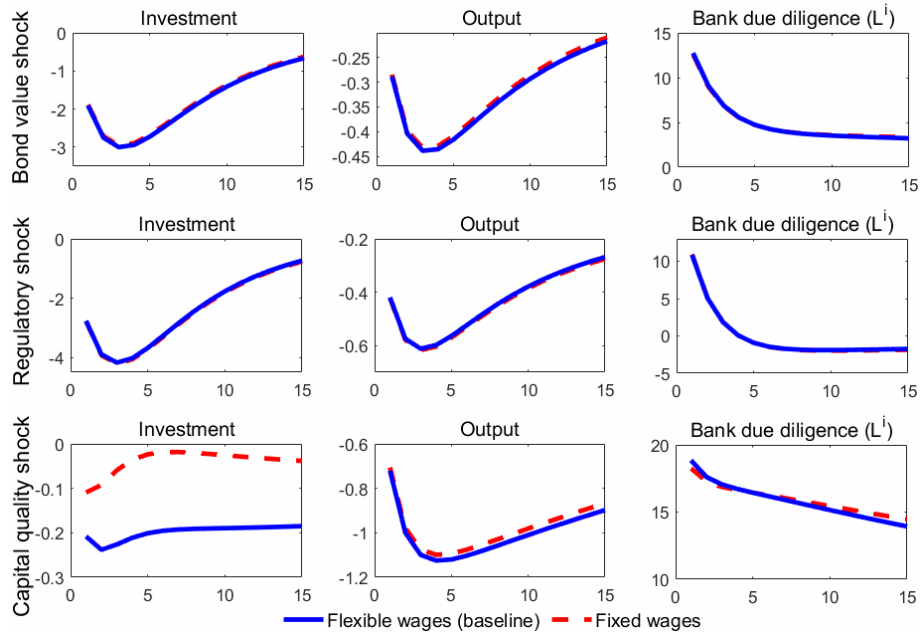 Investment
Output
Bank due diligence (L^i)
Bond value shock
0
-1
-2
-3
0 5 10 15
-0.25
-0.3
-0.35
-0.4
-0.45
0 5 10 15
15
10
5
0
0 5 10 15
Investment
Output
Bank due diligence (L^i)
Regulatory shock
0
-2
-4
0 5 10 15
-0.2
-0.4
-0.6
0 5 10 15
10
5
0
-5
0 5 10 15
Investment
Output
Bank due diligence (L^i)
Capital quality shock
0
-0.1
-0.2
-0.3
0 5 10 15
-0.6
-0.8
-1
-1.2
0 5 10 15
20
15
10
0 5 10 15
Flexible wages (baseline) Fixed wages